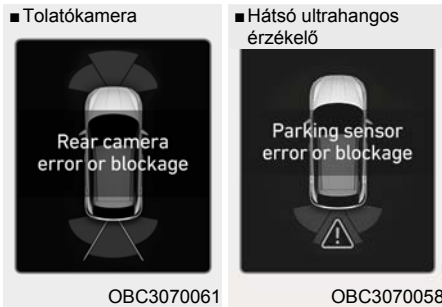 ■ Tolatókamera
Rear camera
error or blockage
OBC3070061
■ Hátsó ultrahangos
érzékelő
Parking sensor
error or blockage
OBC3070058